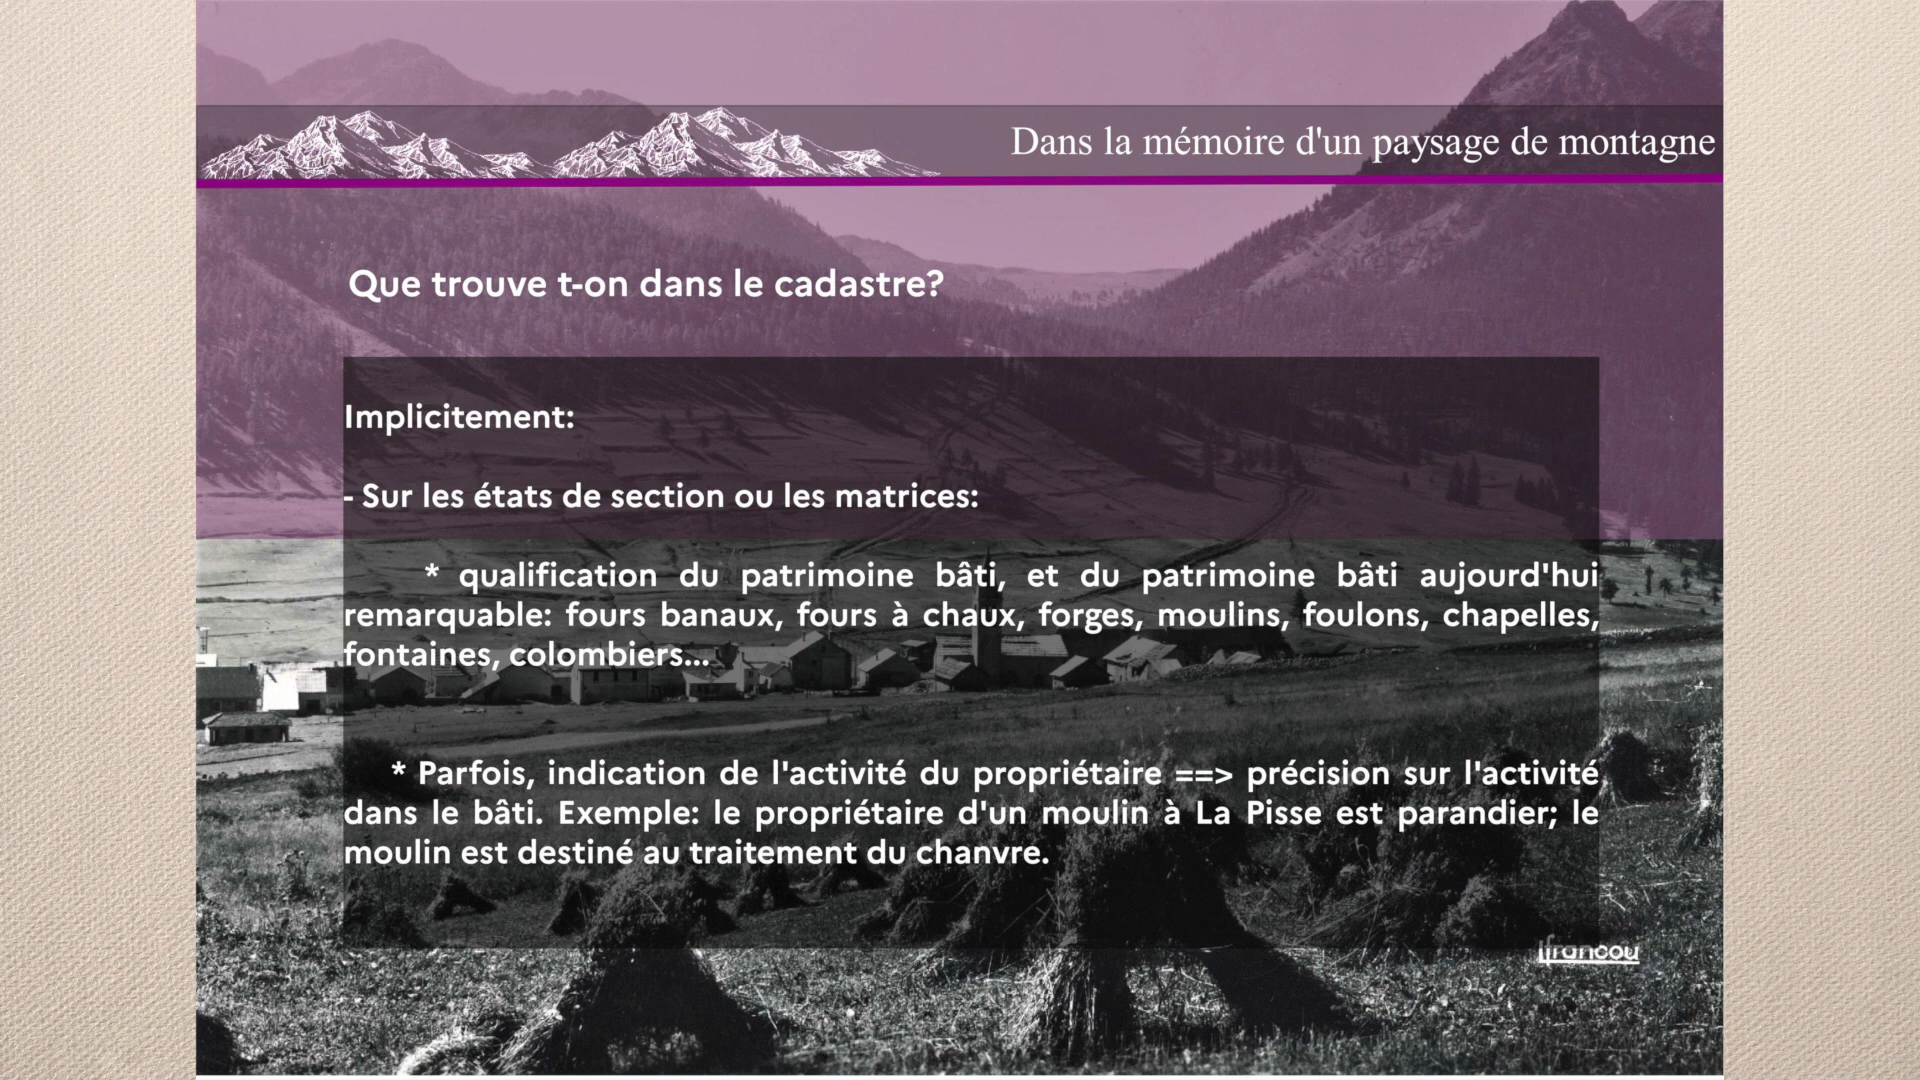 Dans la mémoire d'un paysage de montagne
Que trouve t-on dans le cadastre?
Implicitement:
- Sur les états de section ou les matrices:
* qualification du patrimoine bâti, et du patrimoine bâti aujourd'hui
remarquable: fours banaux, fours à chaux, forges, moulins, foulons, chapelles,
fontaines, colombiers...
* Parfois, indication de l'activité du propriétaire ==> précision sur l'activité
dans le bâti. Exemple: le propriétaire d'un moulin à La Pisse est parandier; le
moulin est destiné au traitement du chanvre.
lfrancou